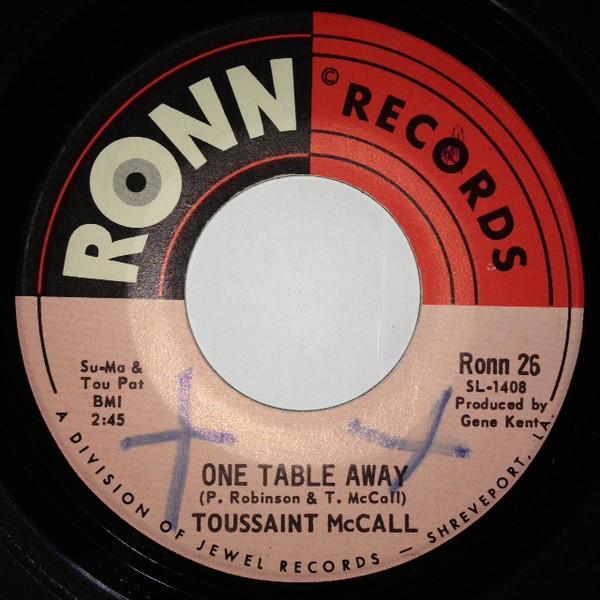 RONN
© RECORDS
Su-Ma &
Tou Pat
BMI
2:45
Ronn 26
SL-1408
Produced by
Gene Kent
ONE TABLE AWAY
(P. Robinson & T. McCall)
TOUSSAINT McCALL
A DIVISION OF JEWEL RECORDS — SHREVEPORT, LA.